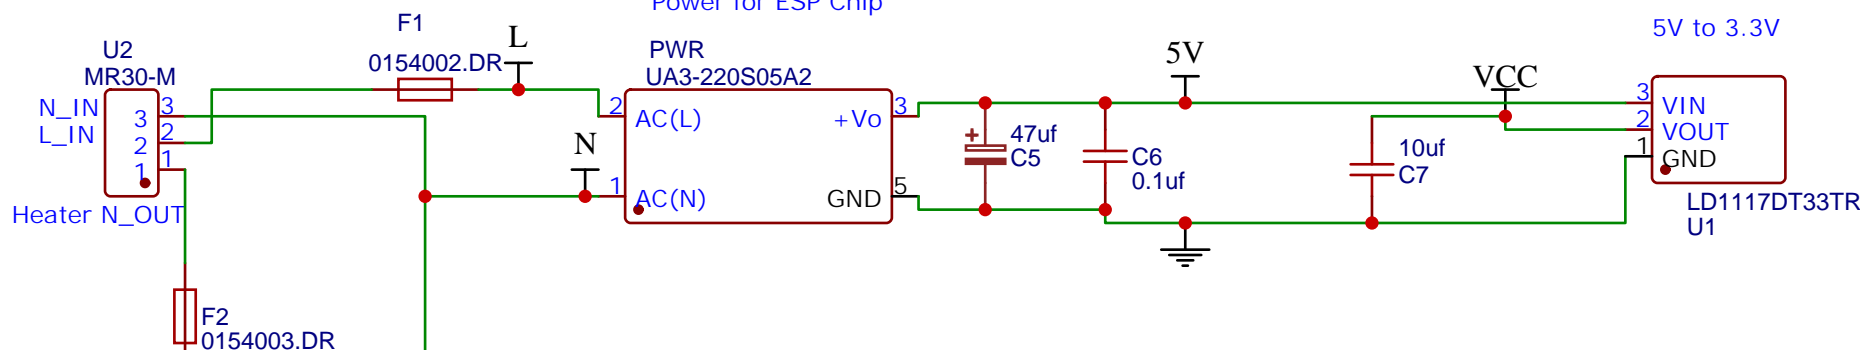 Power for ESP Chip
F1
5V to 3.3V
U2
MR30-M
0154002.DR
L
PWR
UA3-220S05A2
5V
VCC
N_IN
L_IN
3
2
1
3
2
1
Heater N_OUT
N
2
1
AC(L)
AC(N)
+Vo
GND
3
5
47uf
C5
C6
0.1uf
10uf
C7
3
2
1
VIN
VOUT
GND
LD1117DT33TR
U1
F2
0154003.DR